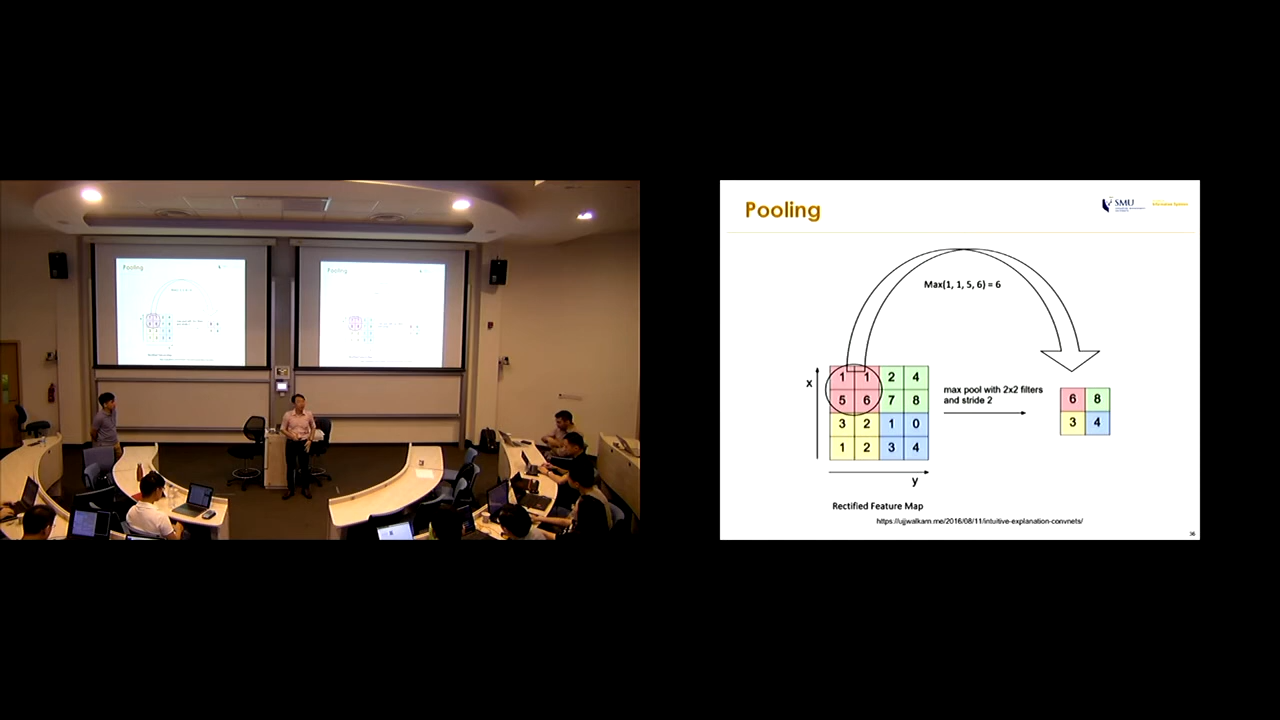 Pooling
SMU
Max(1, 1, 5, 6) = 6
x
1 1 2 4
5 6 7 8
3 2 1 0
1 2 3 4
max pool with 2x2 filters
and stride 2
6 8
3 4
y
Rectified Feature Map
https://ujjwalkarn.me/2016/08/11/intuitive-explanation-convnets/
36
Pooling
Pooling